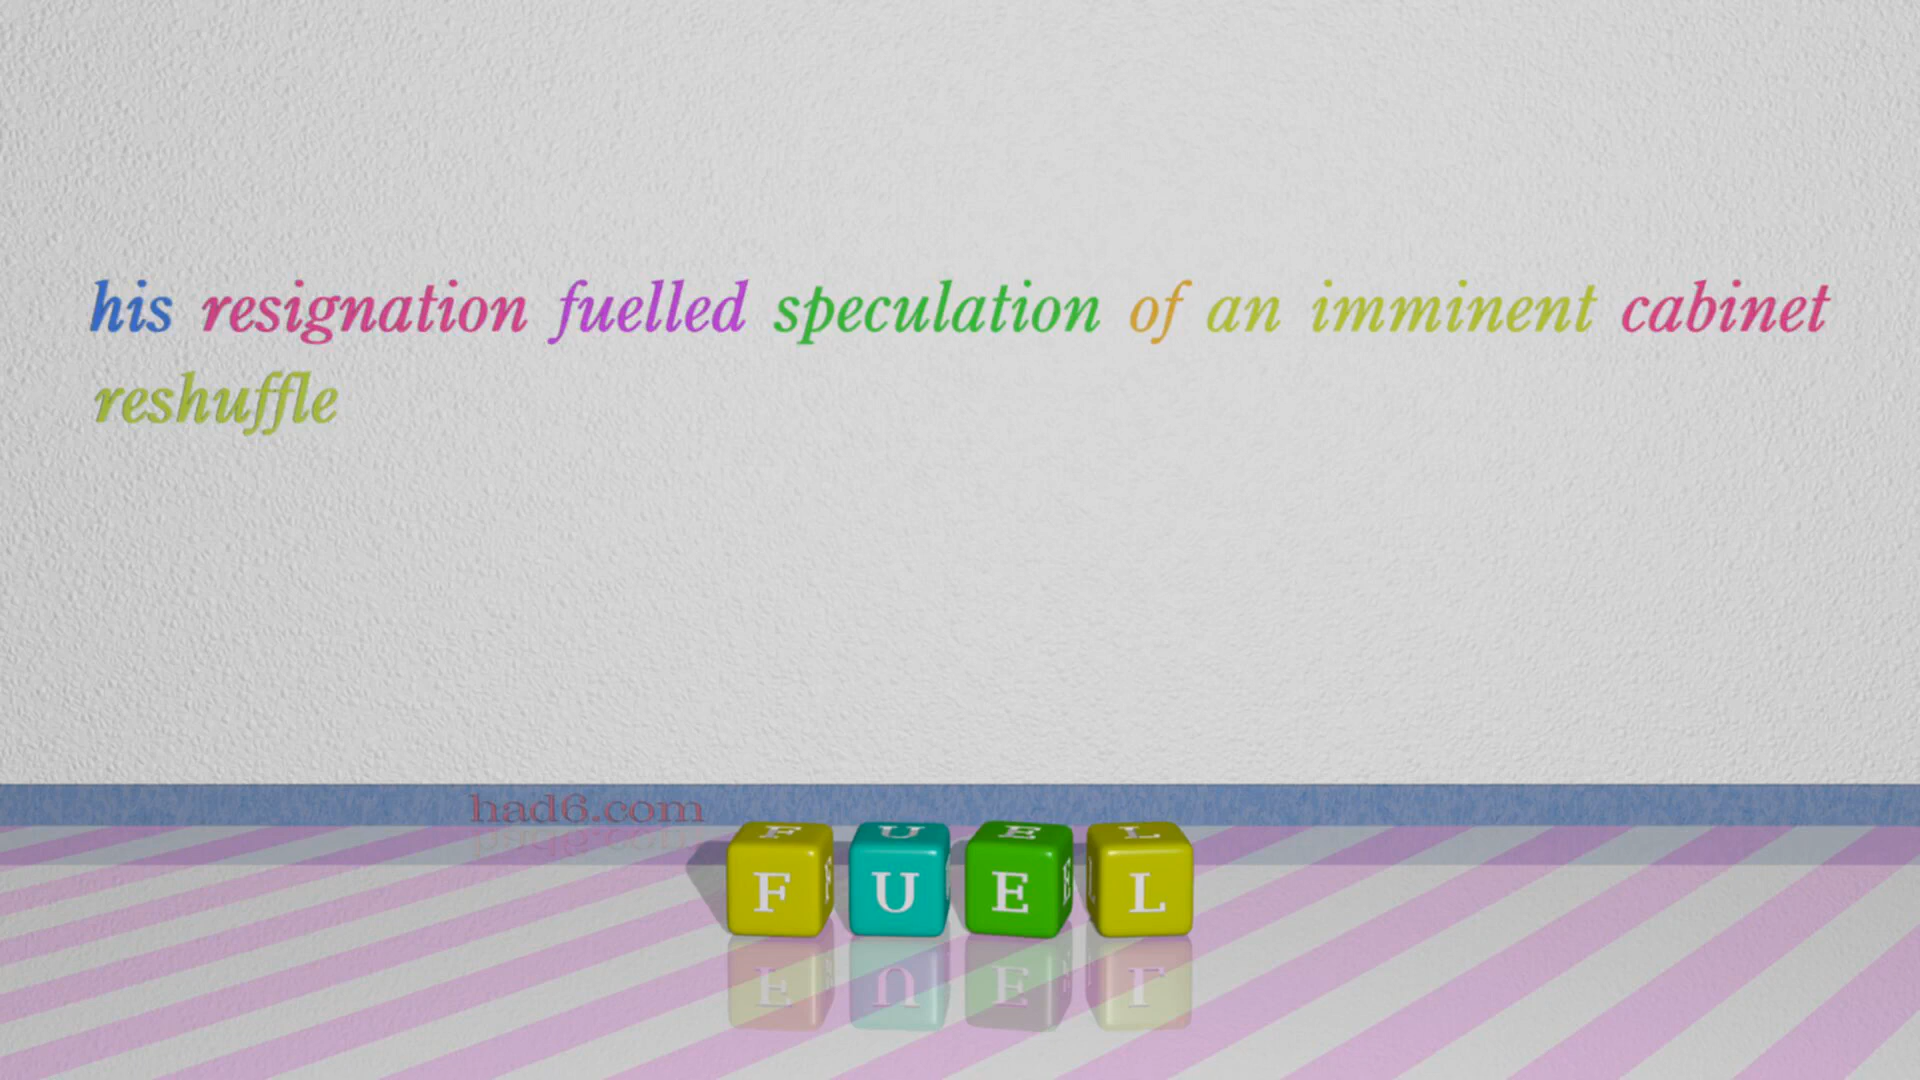 his resignation fuelled speculation of an imminent cabinet
reshuffle
had6.com
F U E L